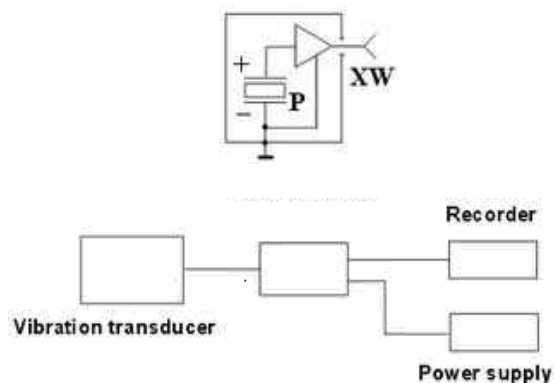 +
XW
P
−
Recorder
Vibration transducer
Power supply